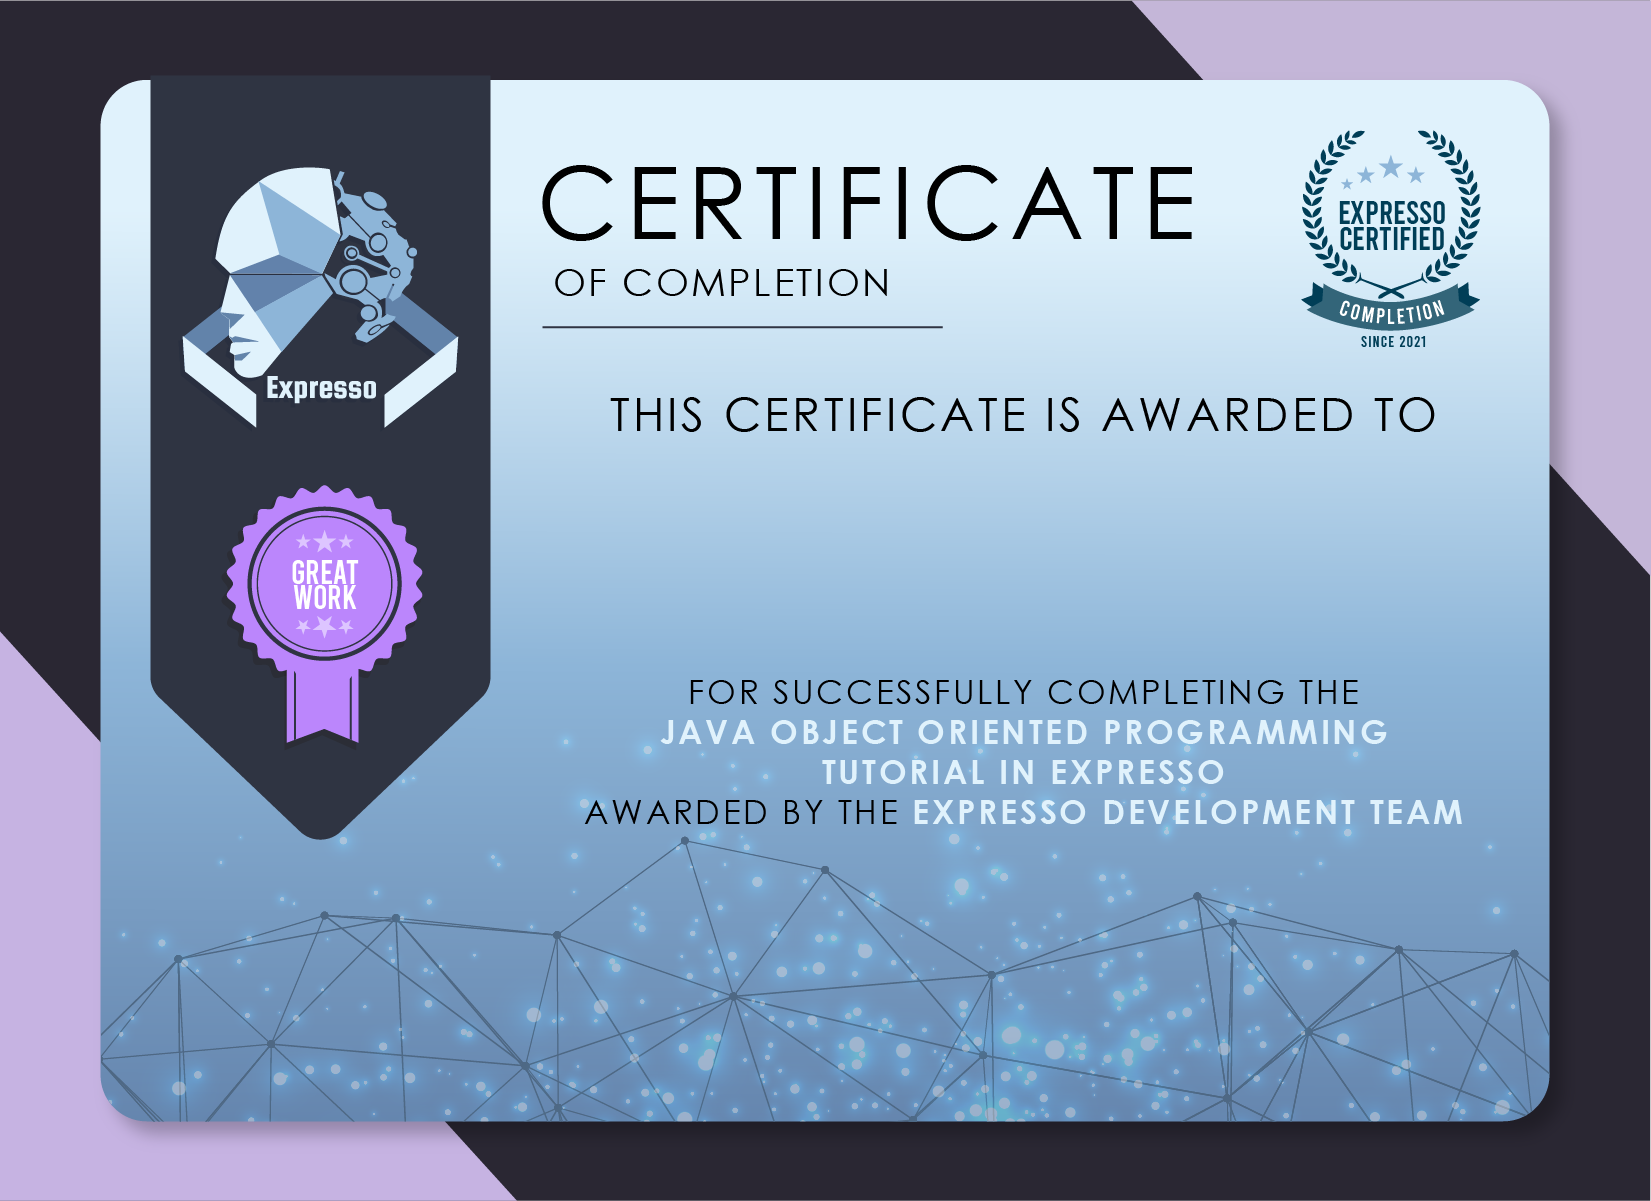 CERTIFICATE
OF COMPLETION
EXPRESSO
CERTIFIED
COMPLETION
SINCE 2021
Expresso
THIS CERTIFICATE IS AWARDED TO
GREAT
WORK
FOR SUCCESSFULLY COMPLETING THE
JAVA OBJECT ORIENTED PROGRAMMING
TUTORIAL IN EXPRESSO
AWARDED BY THE EXPRESSO DEVELOPMENT TEAM